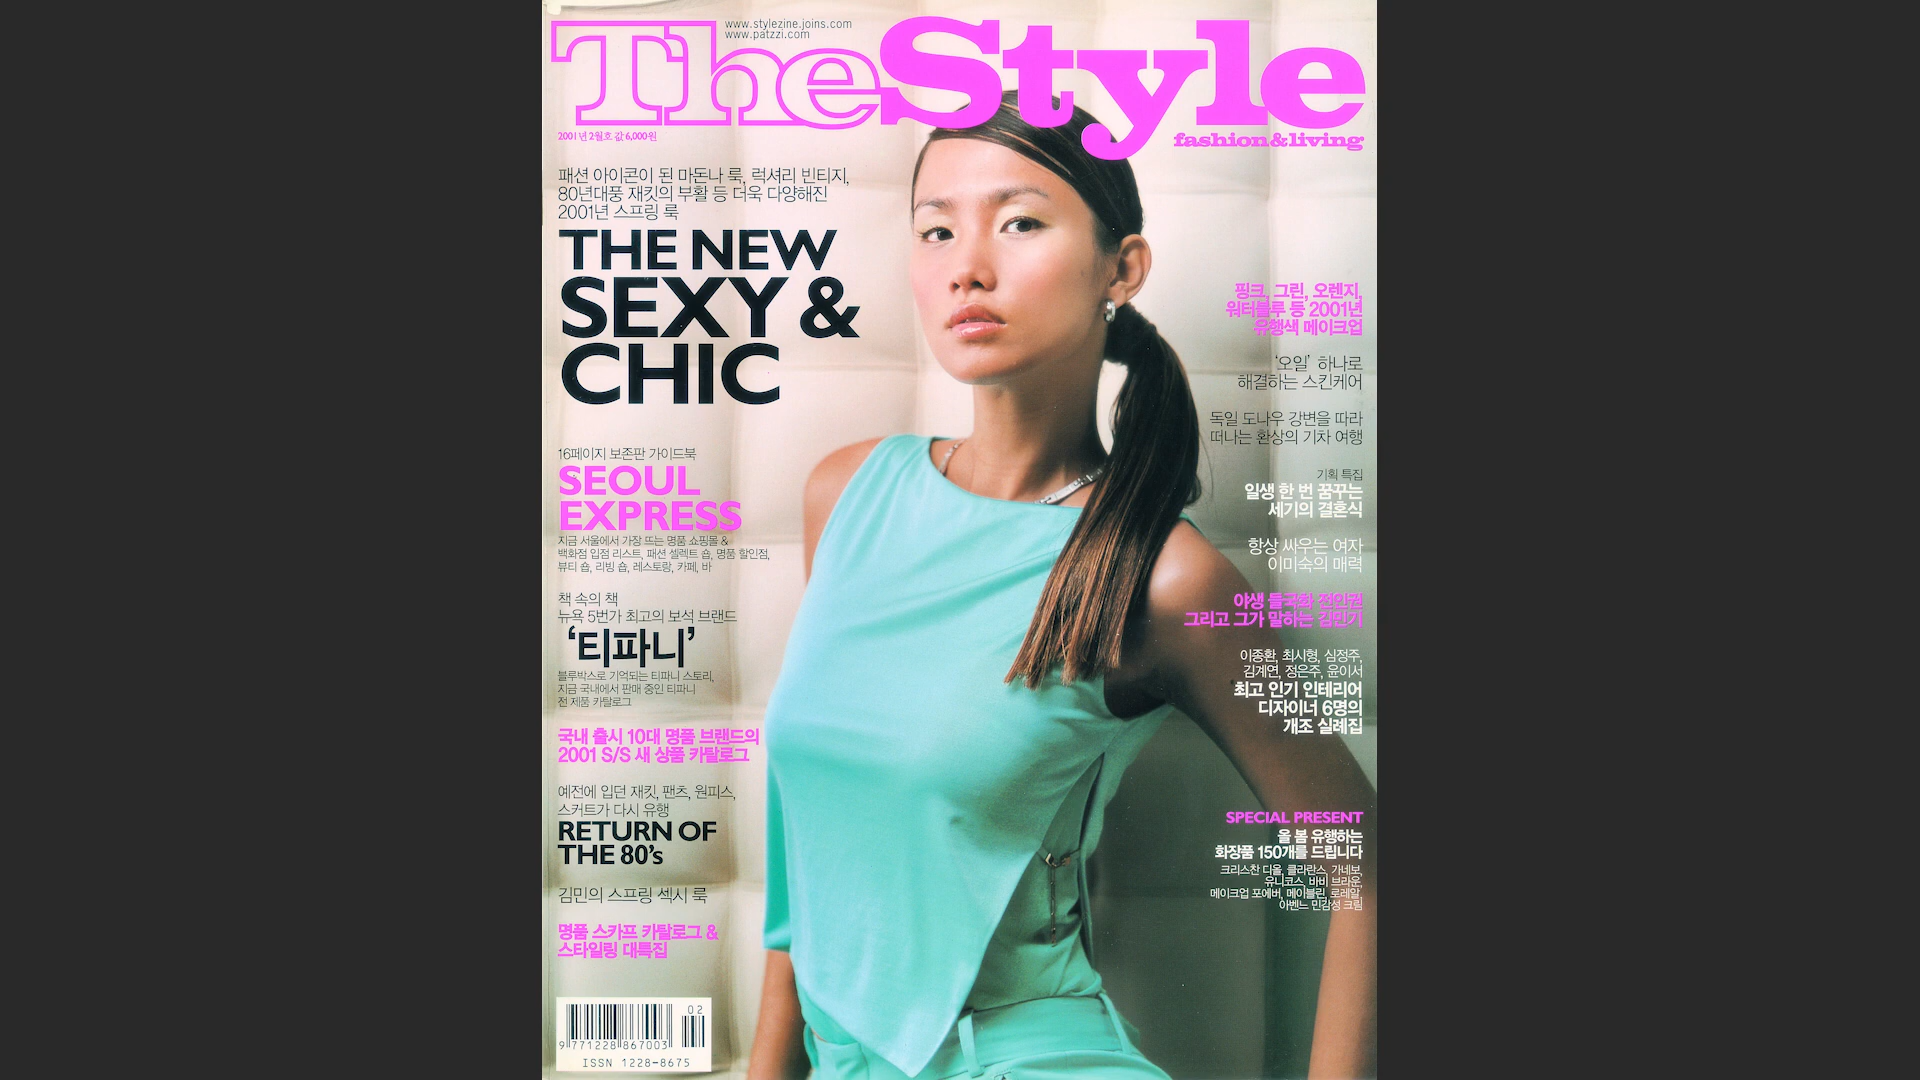 www.stylezine.joins.com
www.patzzi.com
TheStyle
fashion&living
2001년 2월호 값 6,000원
패션 아이콘이 된 마돈나 룩, 럭셔리 빈티지,
80년대풍 재킷의 부활 등 더욱 다양해진
2001년 스프링 룩
THE NEW
SEXY &
CHIC
16페이지 보존판 가이드북
SEOUL
EXPRESS
지금 서울에서 가장 뜨는 명품 쇼핑몰 &
백화점 입점 리스트, 패션 셀렉트 숍, 명품 할인점,
뷰티 숍, 리빙 숍, 레스토랑, 카페, 바
책 속의 책
뉴욕 5번가 최고의 보석 브랜드
‘티파니’
블루박스로 기억되는 티파니 스토리,
지금 국내에서 판매 중인 티파니
전 제품 카탈로그
국내 출시 10대 명품 브랜드의
2001 S/S 새 상품 카탈로그
예전에 입던 재킷, 팬츠, 원피스,
스커트가 다시 유행
RETURN OF
THE 80’s
김민의 스프링 섹시 룩
명품 스카프 카탈로그 &
스타일링 대특집
02
9 771228 867003
ISSN 1228-8675
핑크, 그린, 오렌지,
워터블루 등 2001년
유행색 메이크업
‘오일’ 하나로
해결하는 스킨케어
독일 도나우 강변을 따라
떠나는 환상의 기차 여행
기획 특집
일생 한 번 꿈꾸는
세기의 결혼식
항상 싸우는 여자
이미숙의 매력
야생 들국화 전인권
그리고 그가 말하는 김민기
이종환, 최시형, 심정주,
김계연, 정은주, 윤이서
최고 인기 인테리어
디자이너 6명의
개조 실례집
SPECIAL PRESENT
올 봄 유행하는
화장품 150개를 드립니다
크리스찬 디올, 클라란스, 가네보,
유니코스, 바비 브라운,
메이크업 포에버, 메이블린, 로레알,
아벤느 민감성 크림